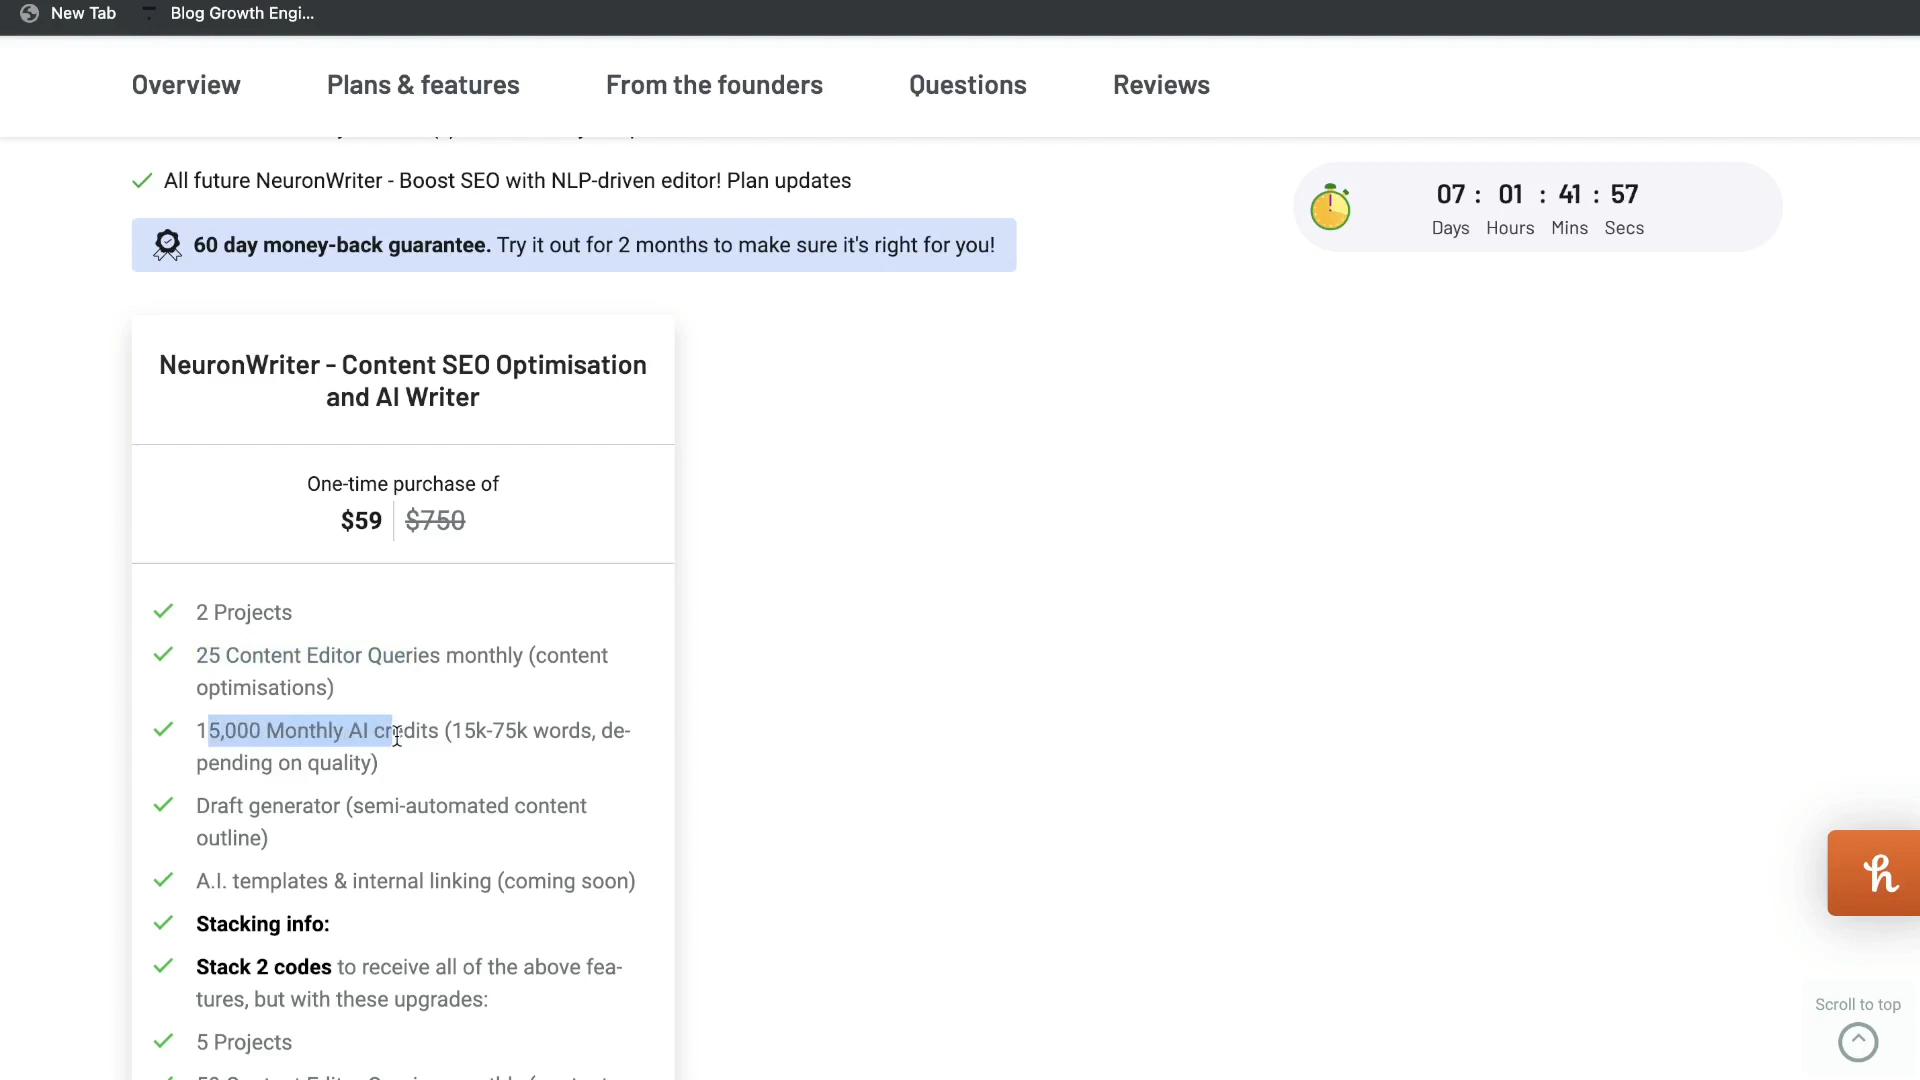 New Tab
Blog Growth Engi...
Overview
Plans & features
From the founders
Questions
Reviews
All future NeuronWriter - Boost SEO with NLP-driven editor! Plan updates
07 : 01 : 41 : 57
Days Hours Mins Secs
60 day money-back guarantee. Try it out for 2 months to make sure it's right for you!
NeuronWriter - Content SEO Optimisation
and AI Writer
One-time purchase of
$59 $750
2 Projects
25 Content Editor Queries monthly (content
optimisations)
15,000 Monthly AI credits (15k-75k words, de-
pending on quality)
Draft generator (semi-automated content
outline)
A.I. templates & internal linking (coming soon)
Stacking info:
Stack 2 codes to receive all of the above fea-
tures, but with these upgrades:
5 Projects
Scroll to top